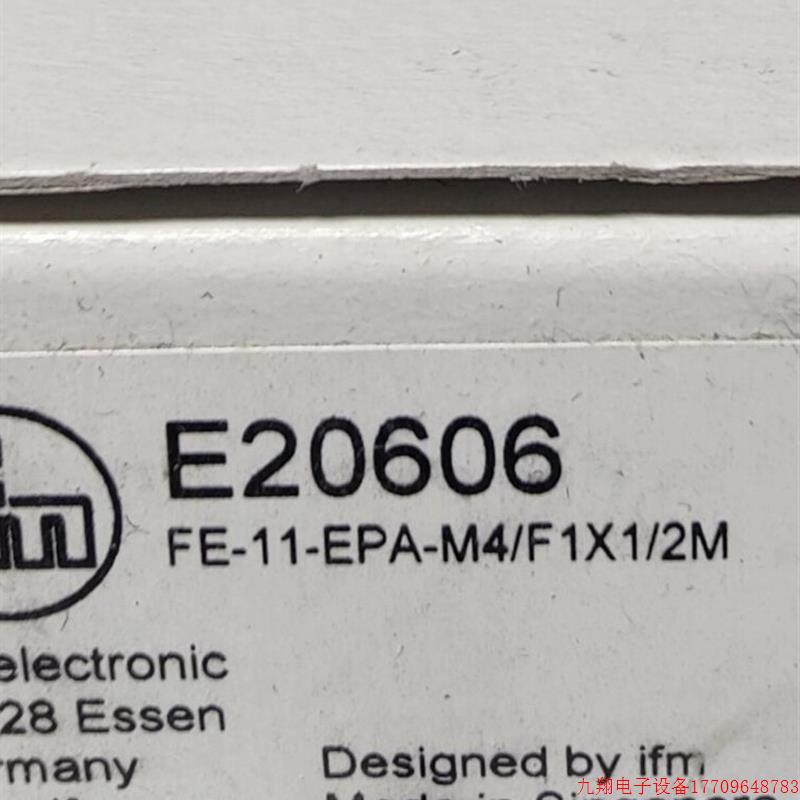 E20606
FE-11-EPA-M4/F1X1/2M
electronic
28 Essen
many
Designed by ifm
九翔电子设备17709648783